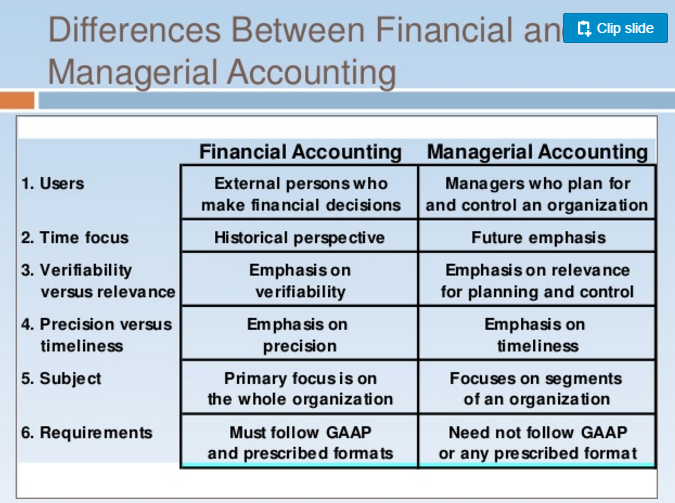 Differences Between Financial an
Clip slide
Managerial Accounting
Financial Accounting Managerial Accounting
1. Users External persons who Managers who plan for
make financial decisions and control an organization
2. Time focus Historical perspective Future emphasis
3. Verifiability Emphasis on Emphasis on relevance
versus relevance verifiability for planning and control
4. Precision versus Emphasis on Emphasis on
timeliness precision timeliness
5. Subject Primary focus is on Focuses on segments
the whole organization of an organization
6. Requirements Must follow GAAP Need not follow GAAP
and prescribed formats or any prescribed format